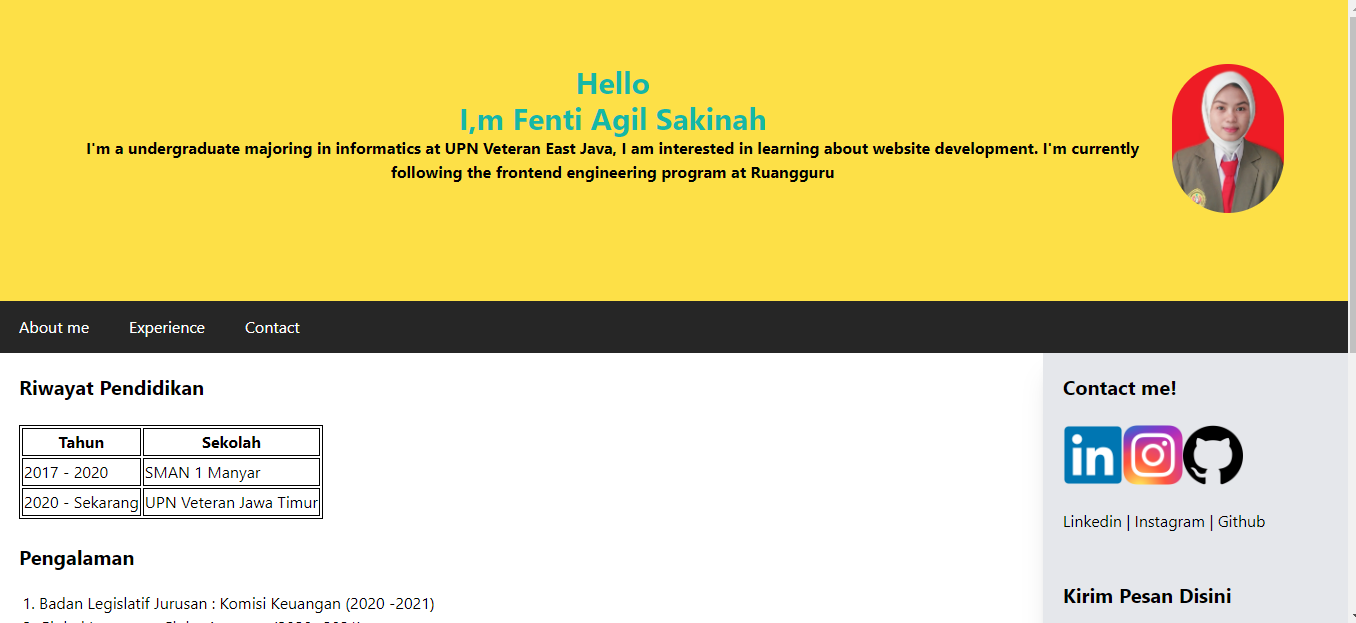 Hello
I,m Fenti Agil Sakinah
I'm a undergraduate majoring in informatics at UPN Veteran East Java, I am interested in learning about website development. I'm currently
following the frontend engineering program at Ruangguru
About me Experience Contact
Riwayat Pendidikan
Tahun Sekolah
2017 - 2020 SMAN 1 Manyar
2020 - Sekarang UPN Veteran Jawa Timur
Pengalaman
1. Badan Legislatif Jurusan : Komisi Keuangan (2020 -2021)
Contact me!
in
Linkedin | Instagram | Github
Kirim Pesan Disini